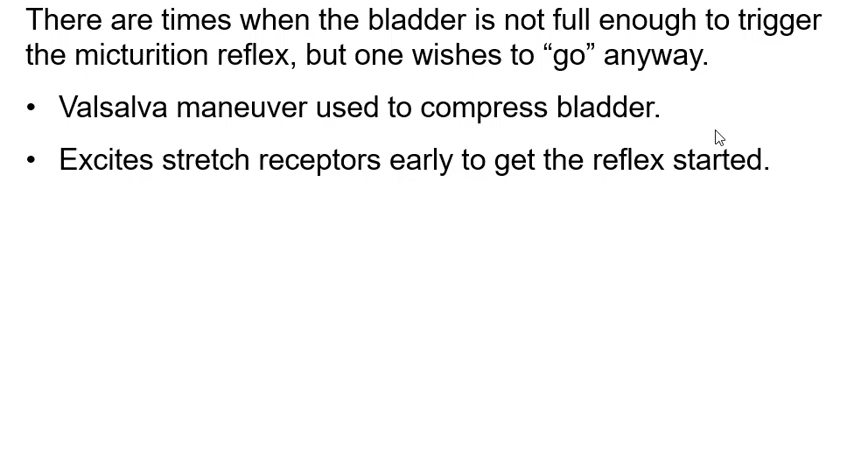 There are times when the bladder is not full enough to trigger
the micturition reflex, but one wishes to “go” anyway.
• Valsalva maneuver used to compress bladder.
• Excites stretch receptors early to get the reflex started.